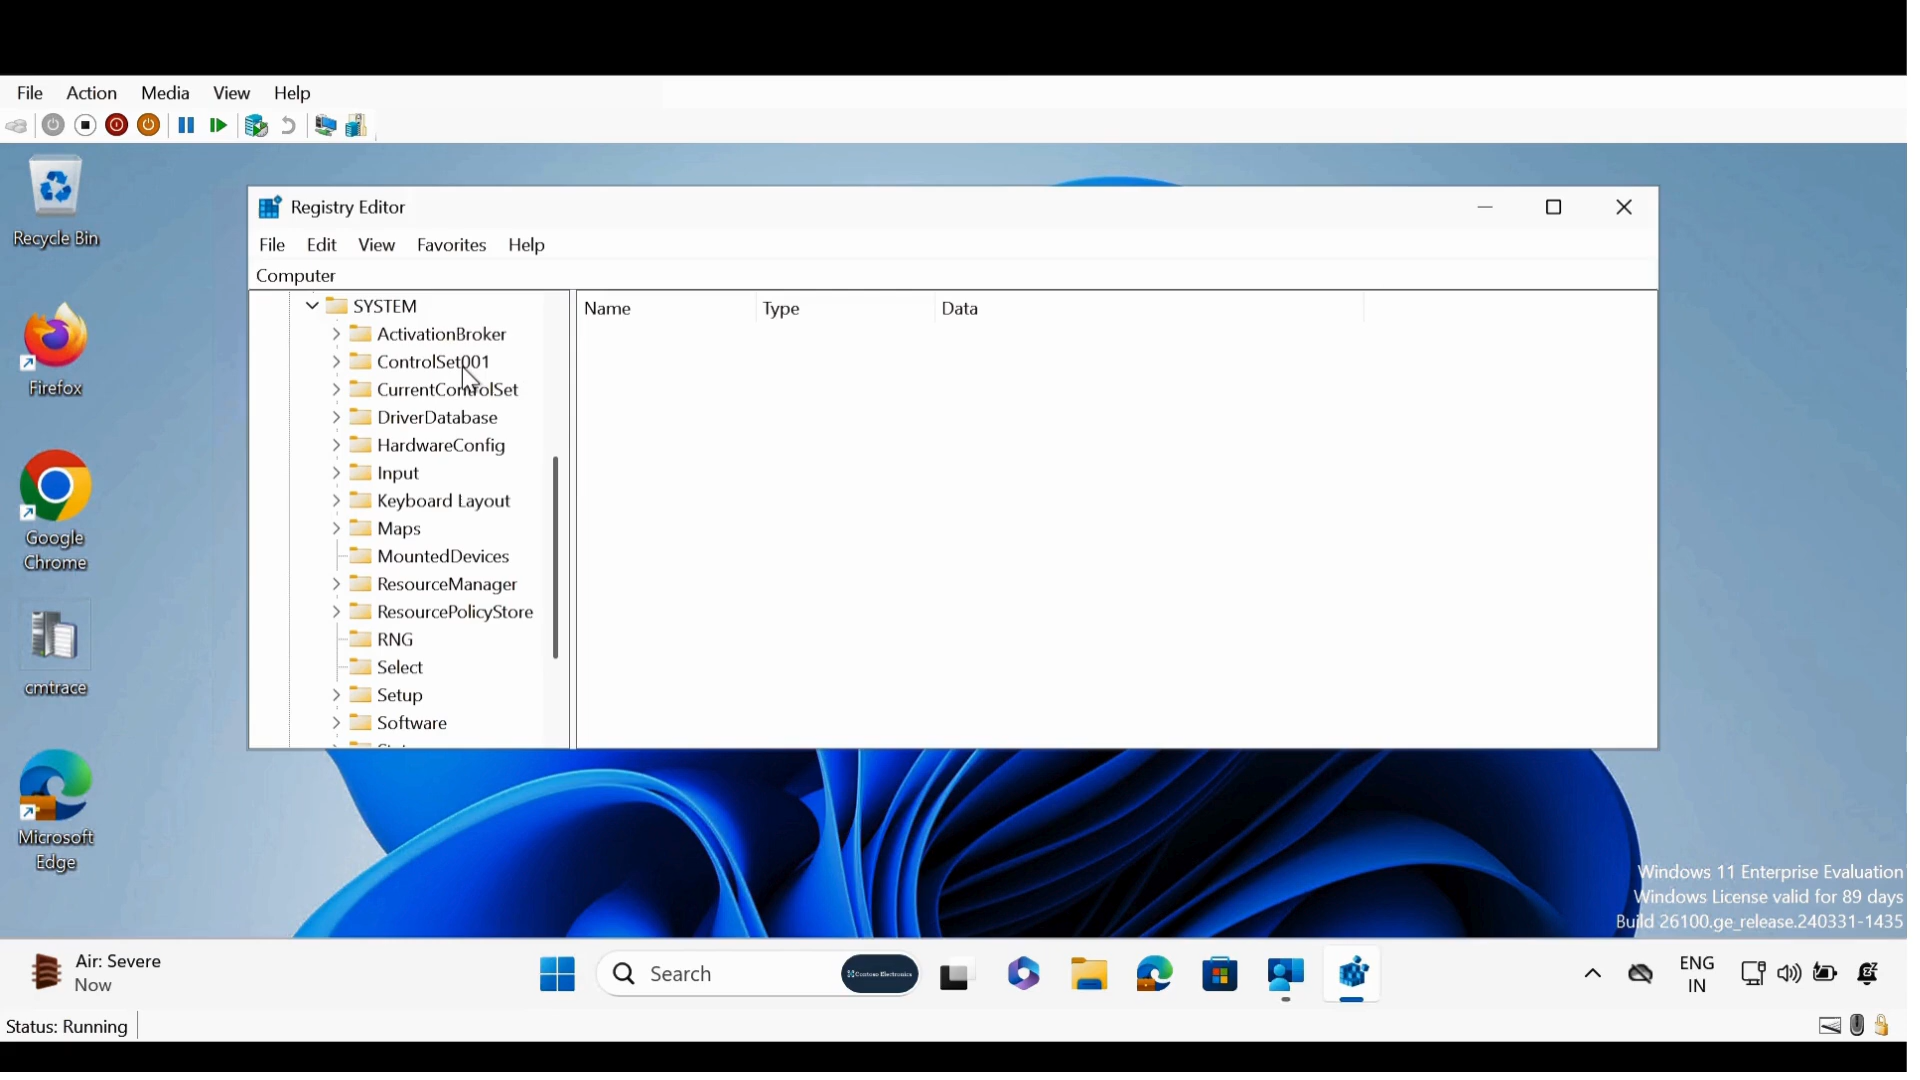 File Action Media View Help
Recycle Bin
Firefox
Google
Chrome
cmtrace
Microsoft
Edge
Registry Editor
File Edit View Favorites Help
Computer
SYSTEM
ActivationBroker
ControlSet001
CurrentControlSet
DriverDatabase
HardwareConfig
Input
Keyboard Layout
Maps
MountedDevices
ResourceManager
ResourcePolicyStore
RNG
Select
Setup
Software
Name Type Data
Windows 11 Enterprise Evaluation
Windows License valid for 89 days
Build 26100.ge_release.240331-1435
Air: Severe
Now
Search
Contoso Electronics
ENG
IN
Status: Running